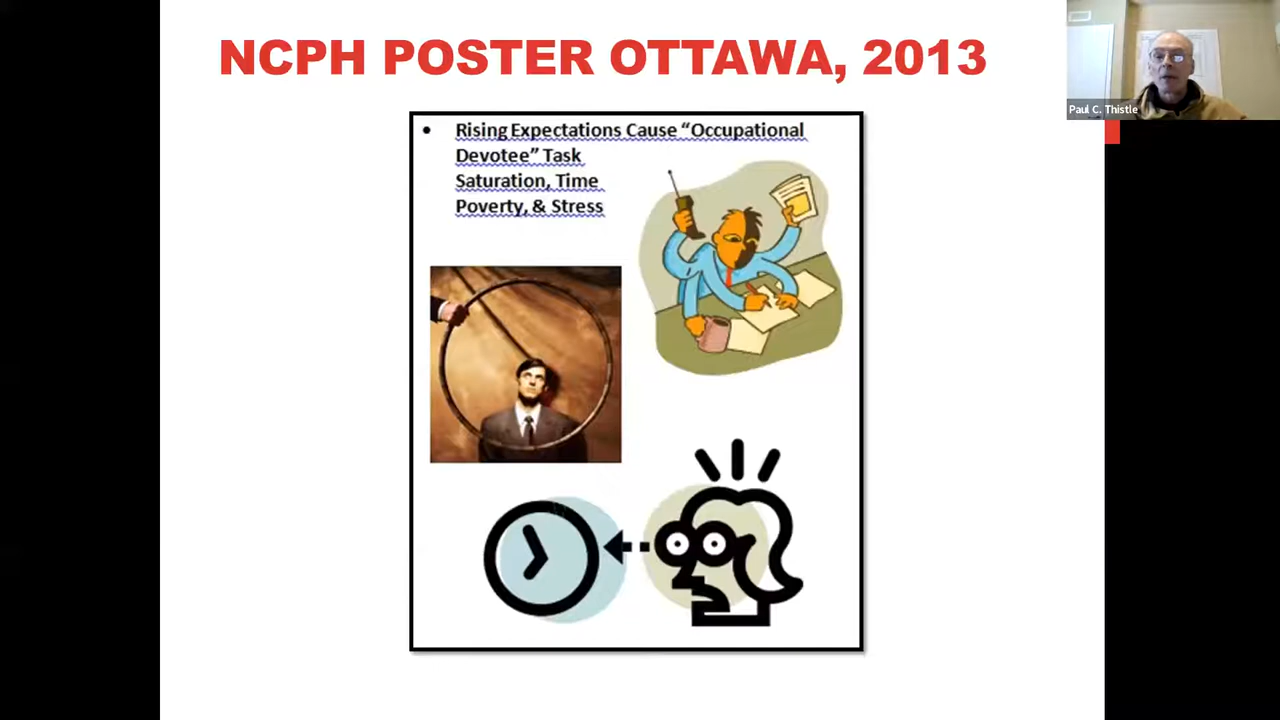 NCPH POSTER OTTAWA, 2013
Paul C. Thistle
• Rising Expectations Cause “Occupational
Devotee” Task
Saturation, Time
Poverty, & Stress